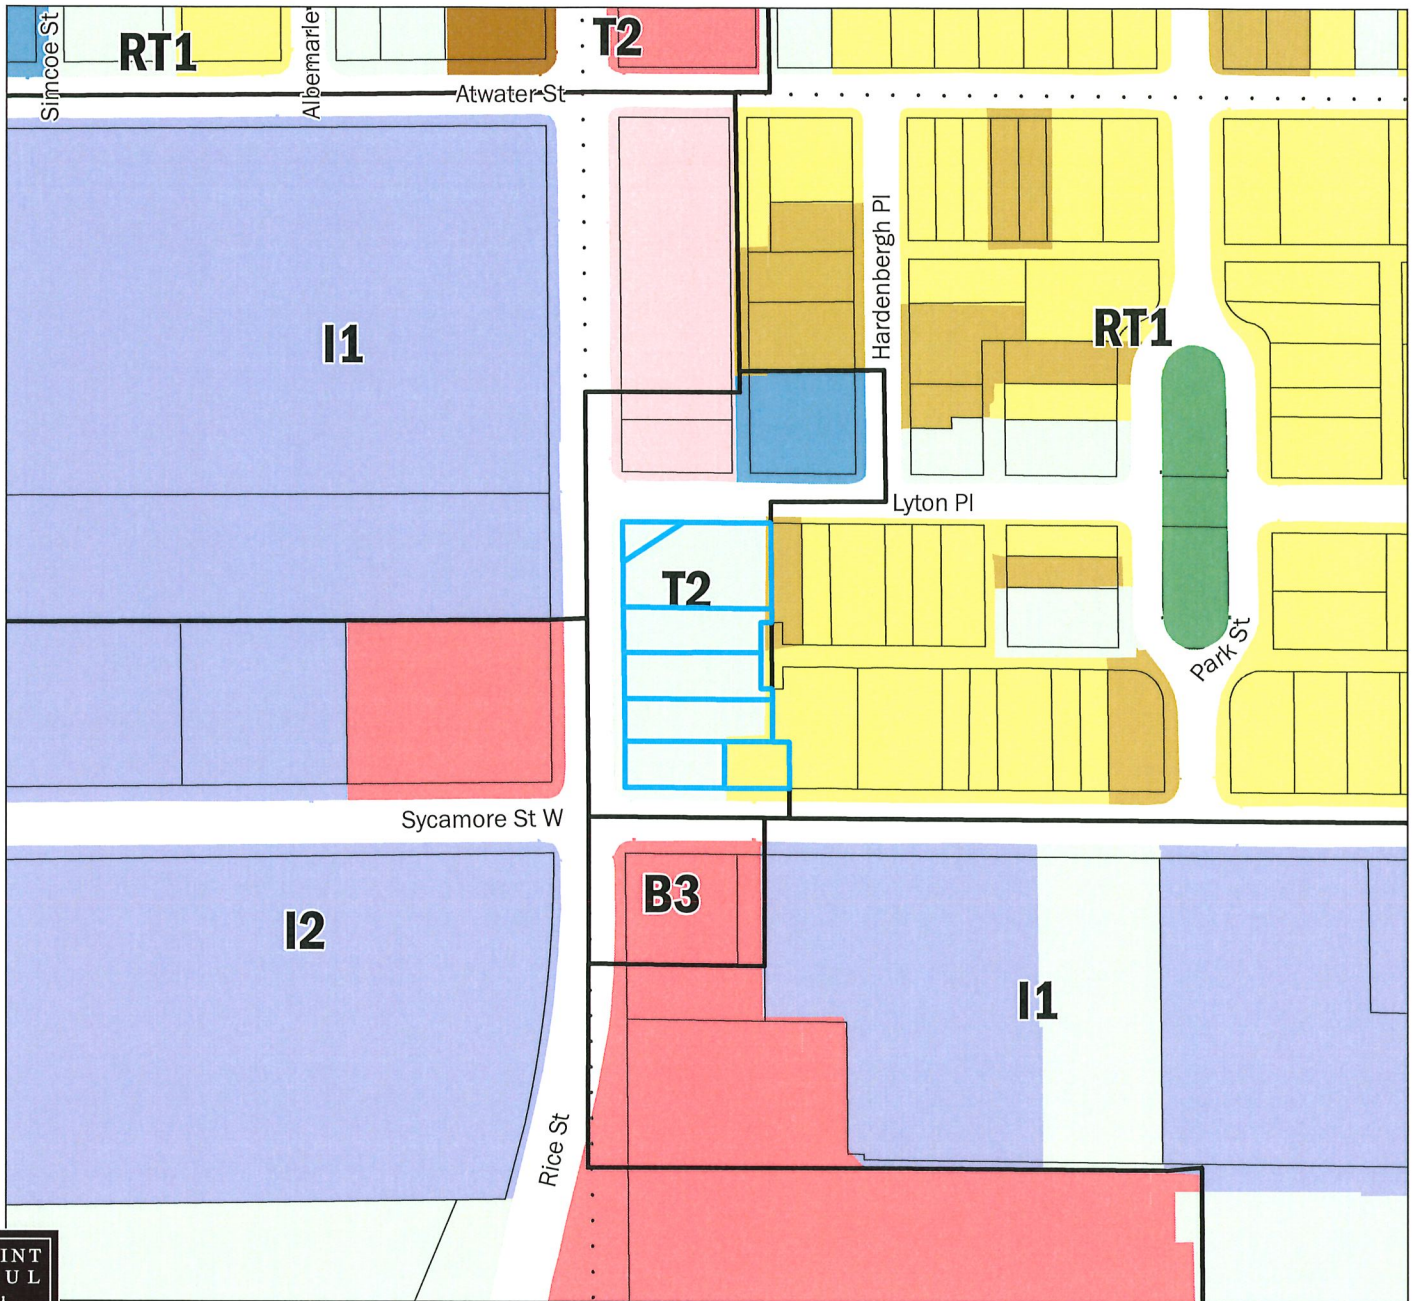 Simcoe St
RT1
Albemarle
T2
Atwater St
I1
Hardenbergh Pl
RT1
Lyton Pl
T2
Park St
Sycamore St W
B3
I2
I1
Rice St
INT
UL